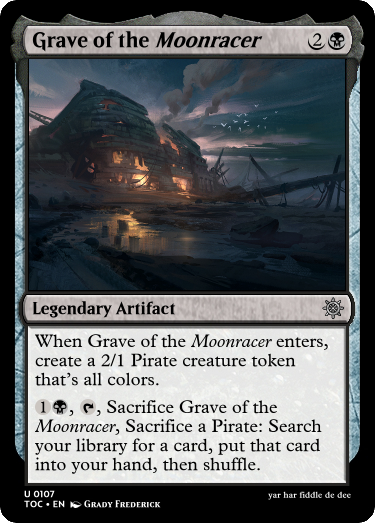 Grave of the Moonracer 2
Legendary Artifact
When Grave of the Moonracer enters,
create a 2/1 Pirate creature token
that's all colors.
1, , Sacrifice Grave of the
Moonracer, Sacrifice a Pirate: Search
your library for a card, put that card
into your hand, then shuffle.
U 0107
TOC • EN Grady Frederick
yar har fiddle de dee